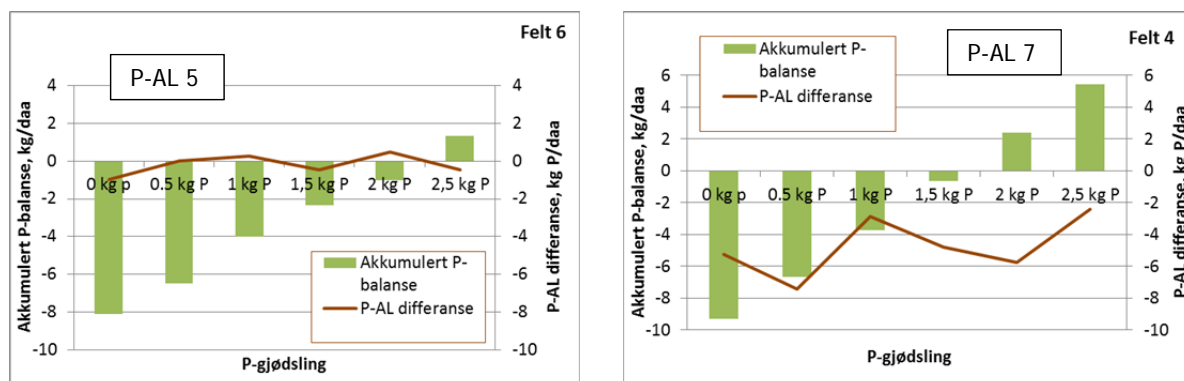 Felt 6
P-AL 5
Akkumulert P-balanse, kg/daa
4
2
0
-2
-4
-6
-8
-10
0 kg p 0.5 kg P 1 kg P 1,5 kg P 2 kg P 2,5 kg P
Akkumulert P-
balanse
P-AL differanse
4
2
0
-2
-4
-6
-8
-10
P-AL differanse, kg P/daa
P-gjødsling
Felt 4
P-AL 7
Akkumulert P-
balanse
P-AL differanse
Akkumulert P-balanse, kg/daa
6
4
2
0
-2
-4
-6
-8
-10
0 kg p 0.5 kg P 1 kg P 1,5 kg P 2 kg P 2,5 kg P
6
4
2
0
-2
-4
-6
-8
-10
P-AL differanse, kg P/daa
P-gjødsling